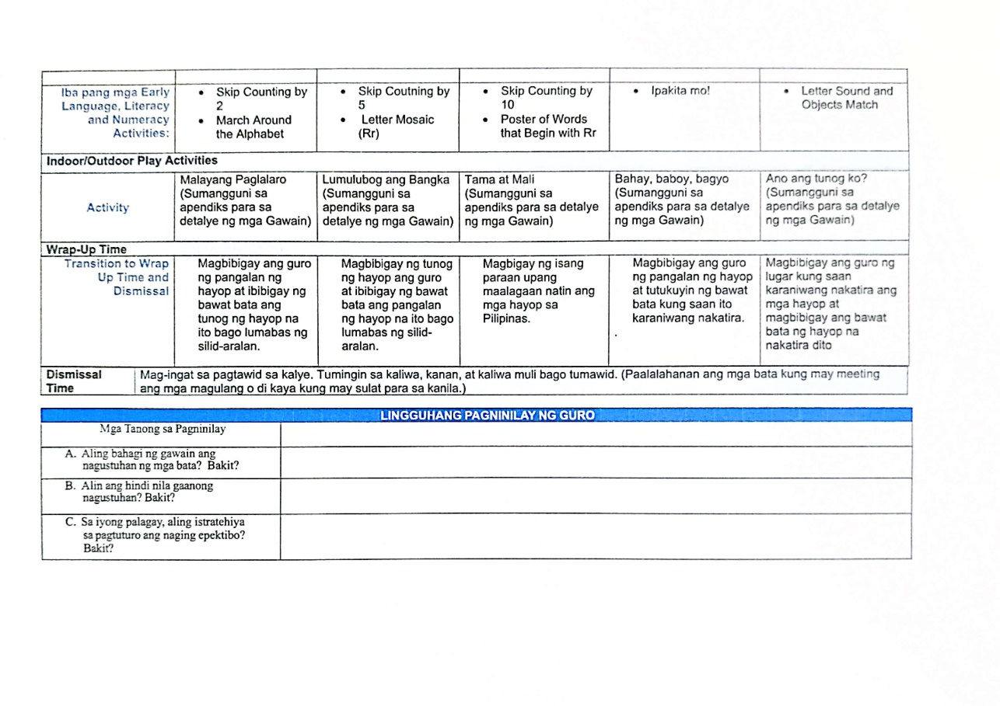 Iba pang mga Early
Language, Literacy
and Numeracy
Activities:
• Skip Counting by
2
• March Around
the Alphabet
• Skip Coutning by
5
• Letter Mosaic
(Rr)
• Skip Counting by
10
• Poster of Words
that Begin with Rr
• Ipakita mo!
• Letter Sound and
Objects Match
Indoor/Outdoor Play Activities
Activity
Malayang Paglalaro
(Sumangguni sa
apendiks para sa
detalye ng mga Gawain)
Lumulubog ang Bangka
(Sumangguni sa
apendiks para sa
detalye ng mga Gawain)
Tama at Mali
(Sumangguni sa
apendiks para sa detalye
ng mga Gawain)
Bahay, baboy, bagyo
(Sumangguni sa
apendiks para sa detalye
ng mga Gawain)
Ano ang tunog ko?
(Sumangguni sa
apendiks para sa detalye
ng mga Gawain)
Wrap-Up Time
Transition to Wrap
Up Time and
Dismissal
Magbibigay ang guro
ng pangalan ng
hayop at ibibigay ng
bawat bata ang
tunog ng hayop na
ito bago lumabas ng
silid-aralan.
Magbibigay ng tunog
ng hayop ang guro
at ibibigay ng bawat
bata ang pangalan
ng hayop na ito bago
lumabas ng silid-
aralan.
Magbigay ng isang
paraan upang
maalagaan natin ang
mga hayop sa
Pilipinas.
Magbibigay ang guro
ng pangalan ng hayop
at tutukuyin ng bawat
bata kung saan ito
karaniwang nakatira.
.
Magbibigay ang guro ng
lugar kung saan
karaniwang nakatira ang
mga hayop at
magbibigay ang bawat
bata ng hayop na
nakatira dito
Dismissal
Time
Mag-ingat sa pagtawid sa kalye. Tumingin sa kaliwa, kanan, at kaliwa muli bago tumawid. (Paalalahanan ang mga bata kung may meeting
ang mga magulang o di kaya kung may sulat para sa kanila.)
LINGGUHANG PAGNINILAY NG GURO
Mga Tanong sa Pagninilay
A. Aling bahagi ng gawain ang
nagustuhan ng mga bata? Bakit?
B. Alin ang hindi nila gaanong
nagustuhan? Bakit?
C. Sa iyong palagay, aling istratehiya
sa pagtuturo ang naging epektibo?
Bakit?